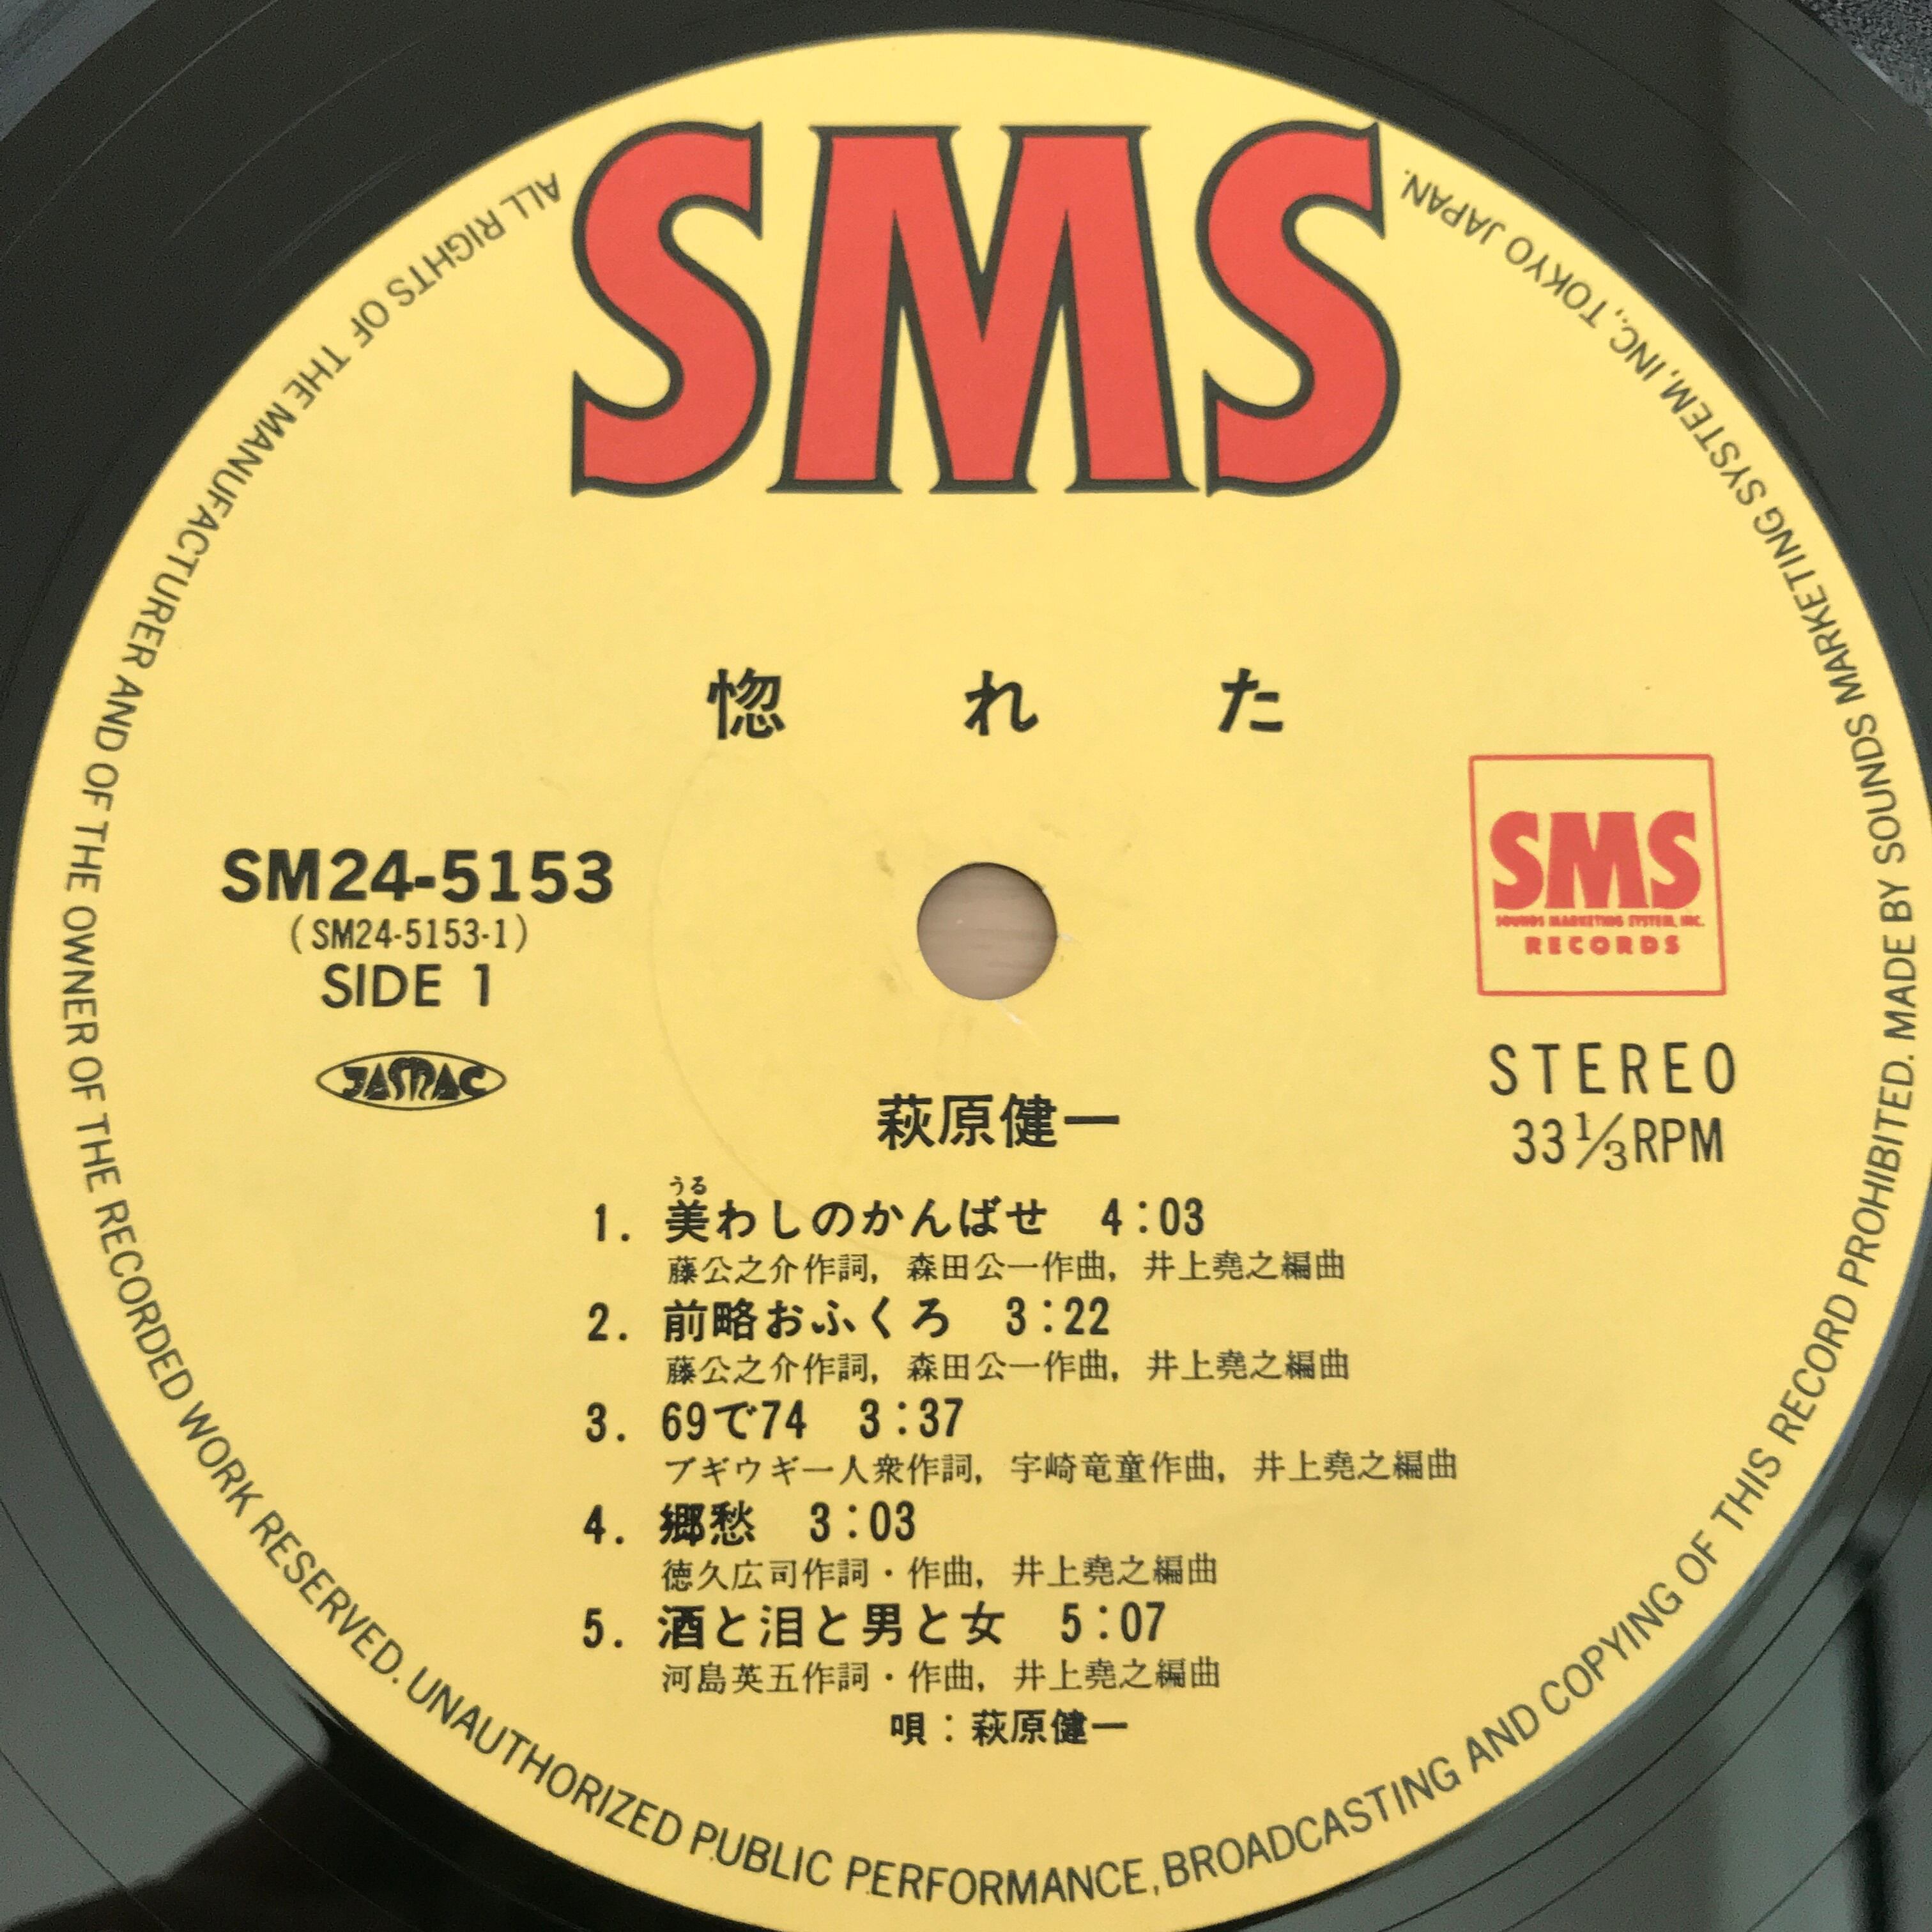 SMS
惚れた
SM24-5153
(SM24-5153-1)
SIDE 1
JASRAC
SMS
SOUNDS MARKETING SYSTEM, INC.
RECORDS
STEREO
33⅓RPM
萩原健一
うる
1. 美わしのかんばせ 4:03
藤公之介作詞, 森田公一作曲, 井上堯之編曲
2. 前略おふくろ 3:22
藤公之介作詞, 森田公一作曲, 井上堯之編曲
3. 69で74 3:37
ブギウギ一人衆作詞, 宇崎竜童作曲, 井上堯之編曲
4. 郷愁 3:03
徳久広司作詞・作曲, 井上堯之編曲
5. 酒と泪と男と女 5:07
河島英五作詞・作曲, 井上堯之編曲
唄:萩原健一
ALL RIGHTS OF THE MANUFACTURER AND OF THE OWNER OF THE RECORDED WORK RESERVED. UNAUTHORIZED PUBLIC PERFORMANCE, BROADCASTING AND COPYING OF THIS RECORD PROHIBITED. MADE BY SOUNDS MARKETING SYSTEM, INC., TOKYO JAPAN.